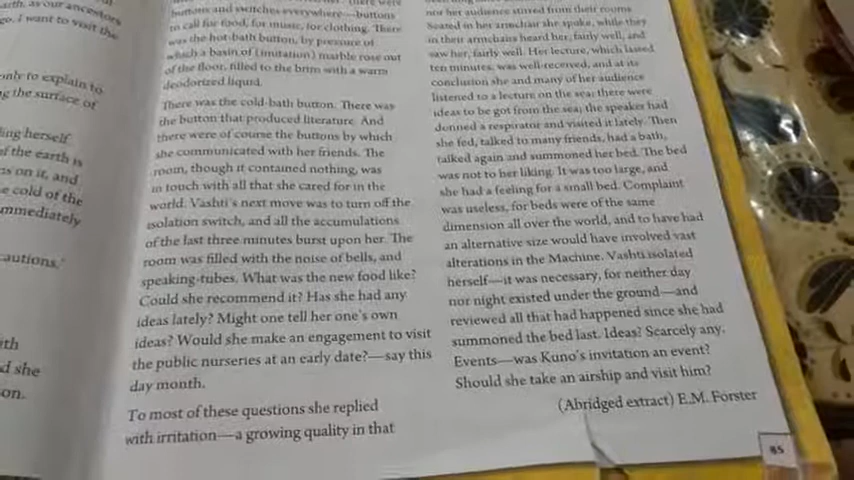 arth, as our ancestors
go. I want to visit the
only to explain to
g the surface of
ling herself.
of the earth is
s on it, and
e cold of the
mmediately
autions.'
ith
d she
on.
buttons and switches everywhere—buttons
to call for food, for music, for clothing. There
was the hot-bath button, by pressure of
which a basin of (imitation) marble rose out
of the floor, filled to the brim with a warm
deodorized liquid.
There was the cold-bath button. There was
the button that produced literature. And
there were of course the buttons by which
she communicated with her friends. The
room, though it contained nothing, was
in touch with all that she cared for in the
world. Vashti's next move was to turn off the
isolation switch, and all the accumulations
of the last three minutes burst upon her. The
room was filled with the noise of bells, and
speaking-tubes. What was the new food like?
Could she recommend it? Has she had any
ideas lately? Might one tell her one's own
ideas? Would she make an engagement to visit
the public nurseries at an early date?—say this
day month.
To most of these questions she replied
with irritation—a growing quality in that
nor her audience stirred from their rooms.
Seated in her armchair she spoke, while they
in their armchairs heard her, fairly well, and
saw her, fairly well. Her lecture, which lasted
ten minutes, was well-received, and at its
conclusion she and many of her audience
listened to a lecture on the sea; there were
ideas to be got from the sea; the speaker had
donned a respirator and visited it lately. Then
she fed, talked to many friends, had a bath,
talked again and summoned her bed. The bed
was not to her liking. It was too large, and
she had a feeling for a small bed. Complaint
was useless, for beds were of the same
dimension all over the world, and to have had
an alternative size would have involved vast
alterations in the Machine. Vashti isolated
herself—it was necessary, for neither day
nor night existed under the ground—and
reviewed all that had happened since she had
summoned the bed last. Ideas? Scarcely any.
Events—was Kuno's invitation an event?
Should she take an airship and visit him?
(Abridged extract) E.M. Forster
85